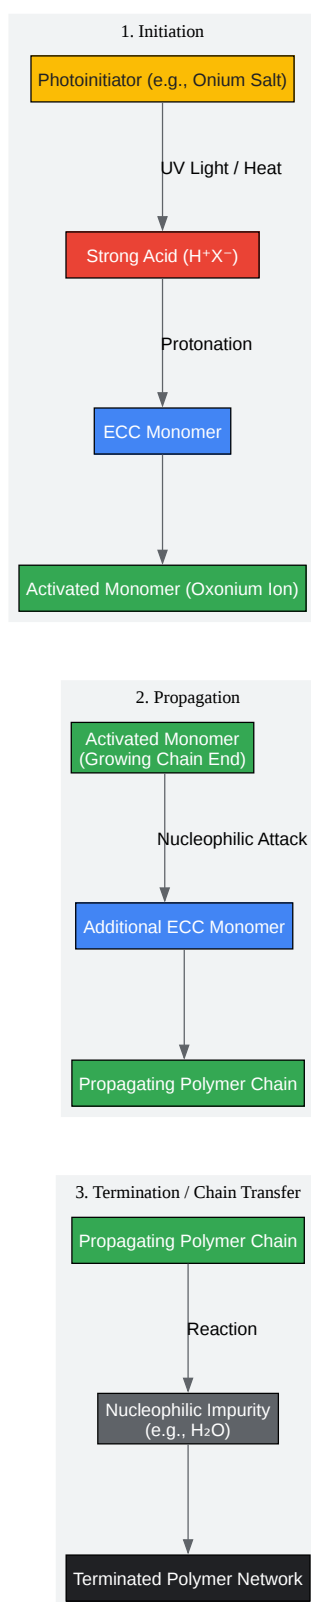 1. Initiation
Photoinitiator (e.g., Onium Salt)
UV Light / Heat
Strong Acid (H⁺X⁻)
Protonation
ECC Monomer
Activated Monomer (Oxonium Ion)
2. Propagation
Activated Monomer
(Growing Chain End)
Nucleophilic Attack
Additional ECC Monomer
Propagating Polymer Chain
3. Termination / Chain Transfer
Propagating Polymer Chain
Reaction
Nucleophilic Impurity
(e.g., H₂O)
Terminated Polymer Network